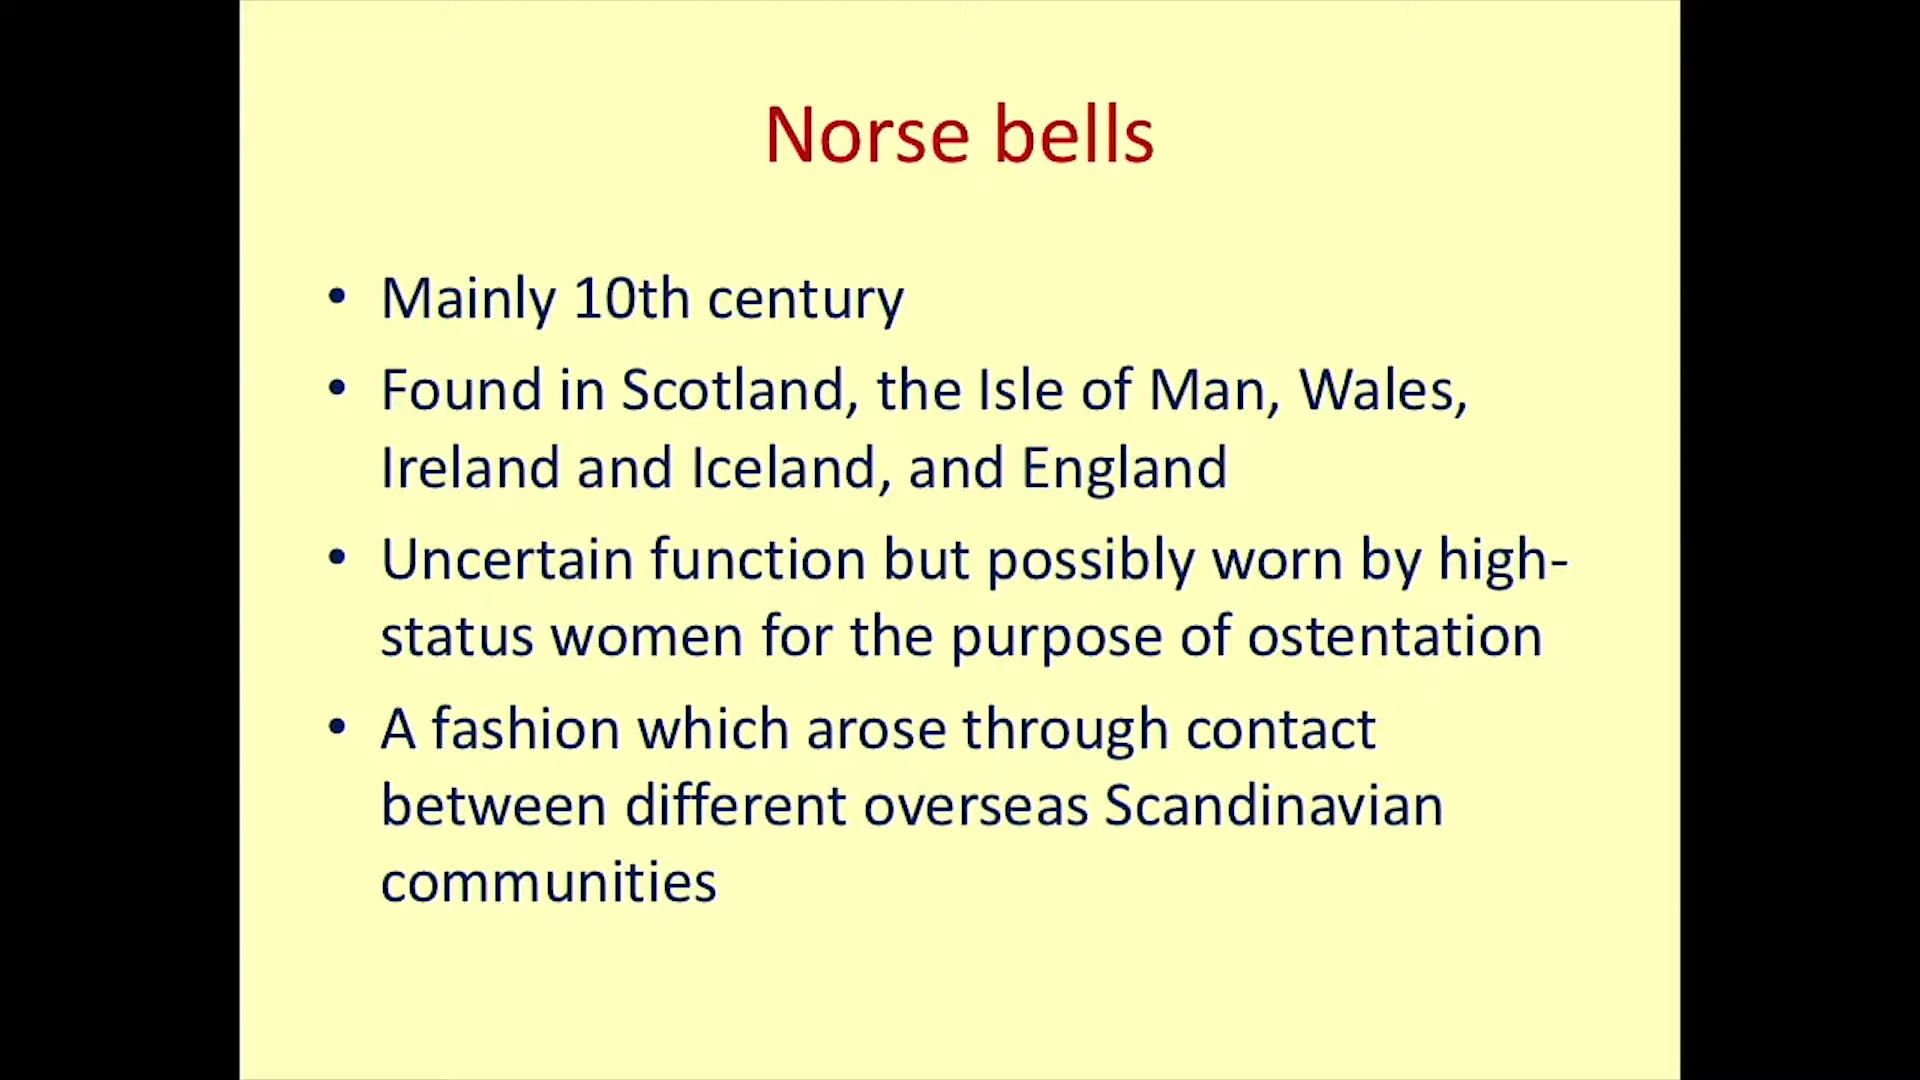 Norse bells
• Mainly 10th century
• Found in Scotland, the Isle of Man, Wales,
Ireland and Iceland, and England
• Uncertain function but possibly worn by high-
status women for the purpose of ostentation
• A fashion which arose through contact
between different overseas Scandinavian
communities